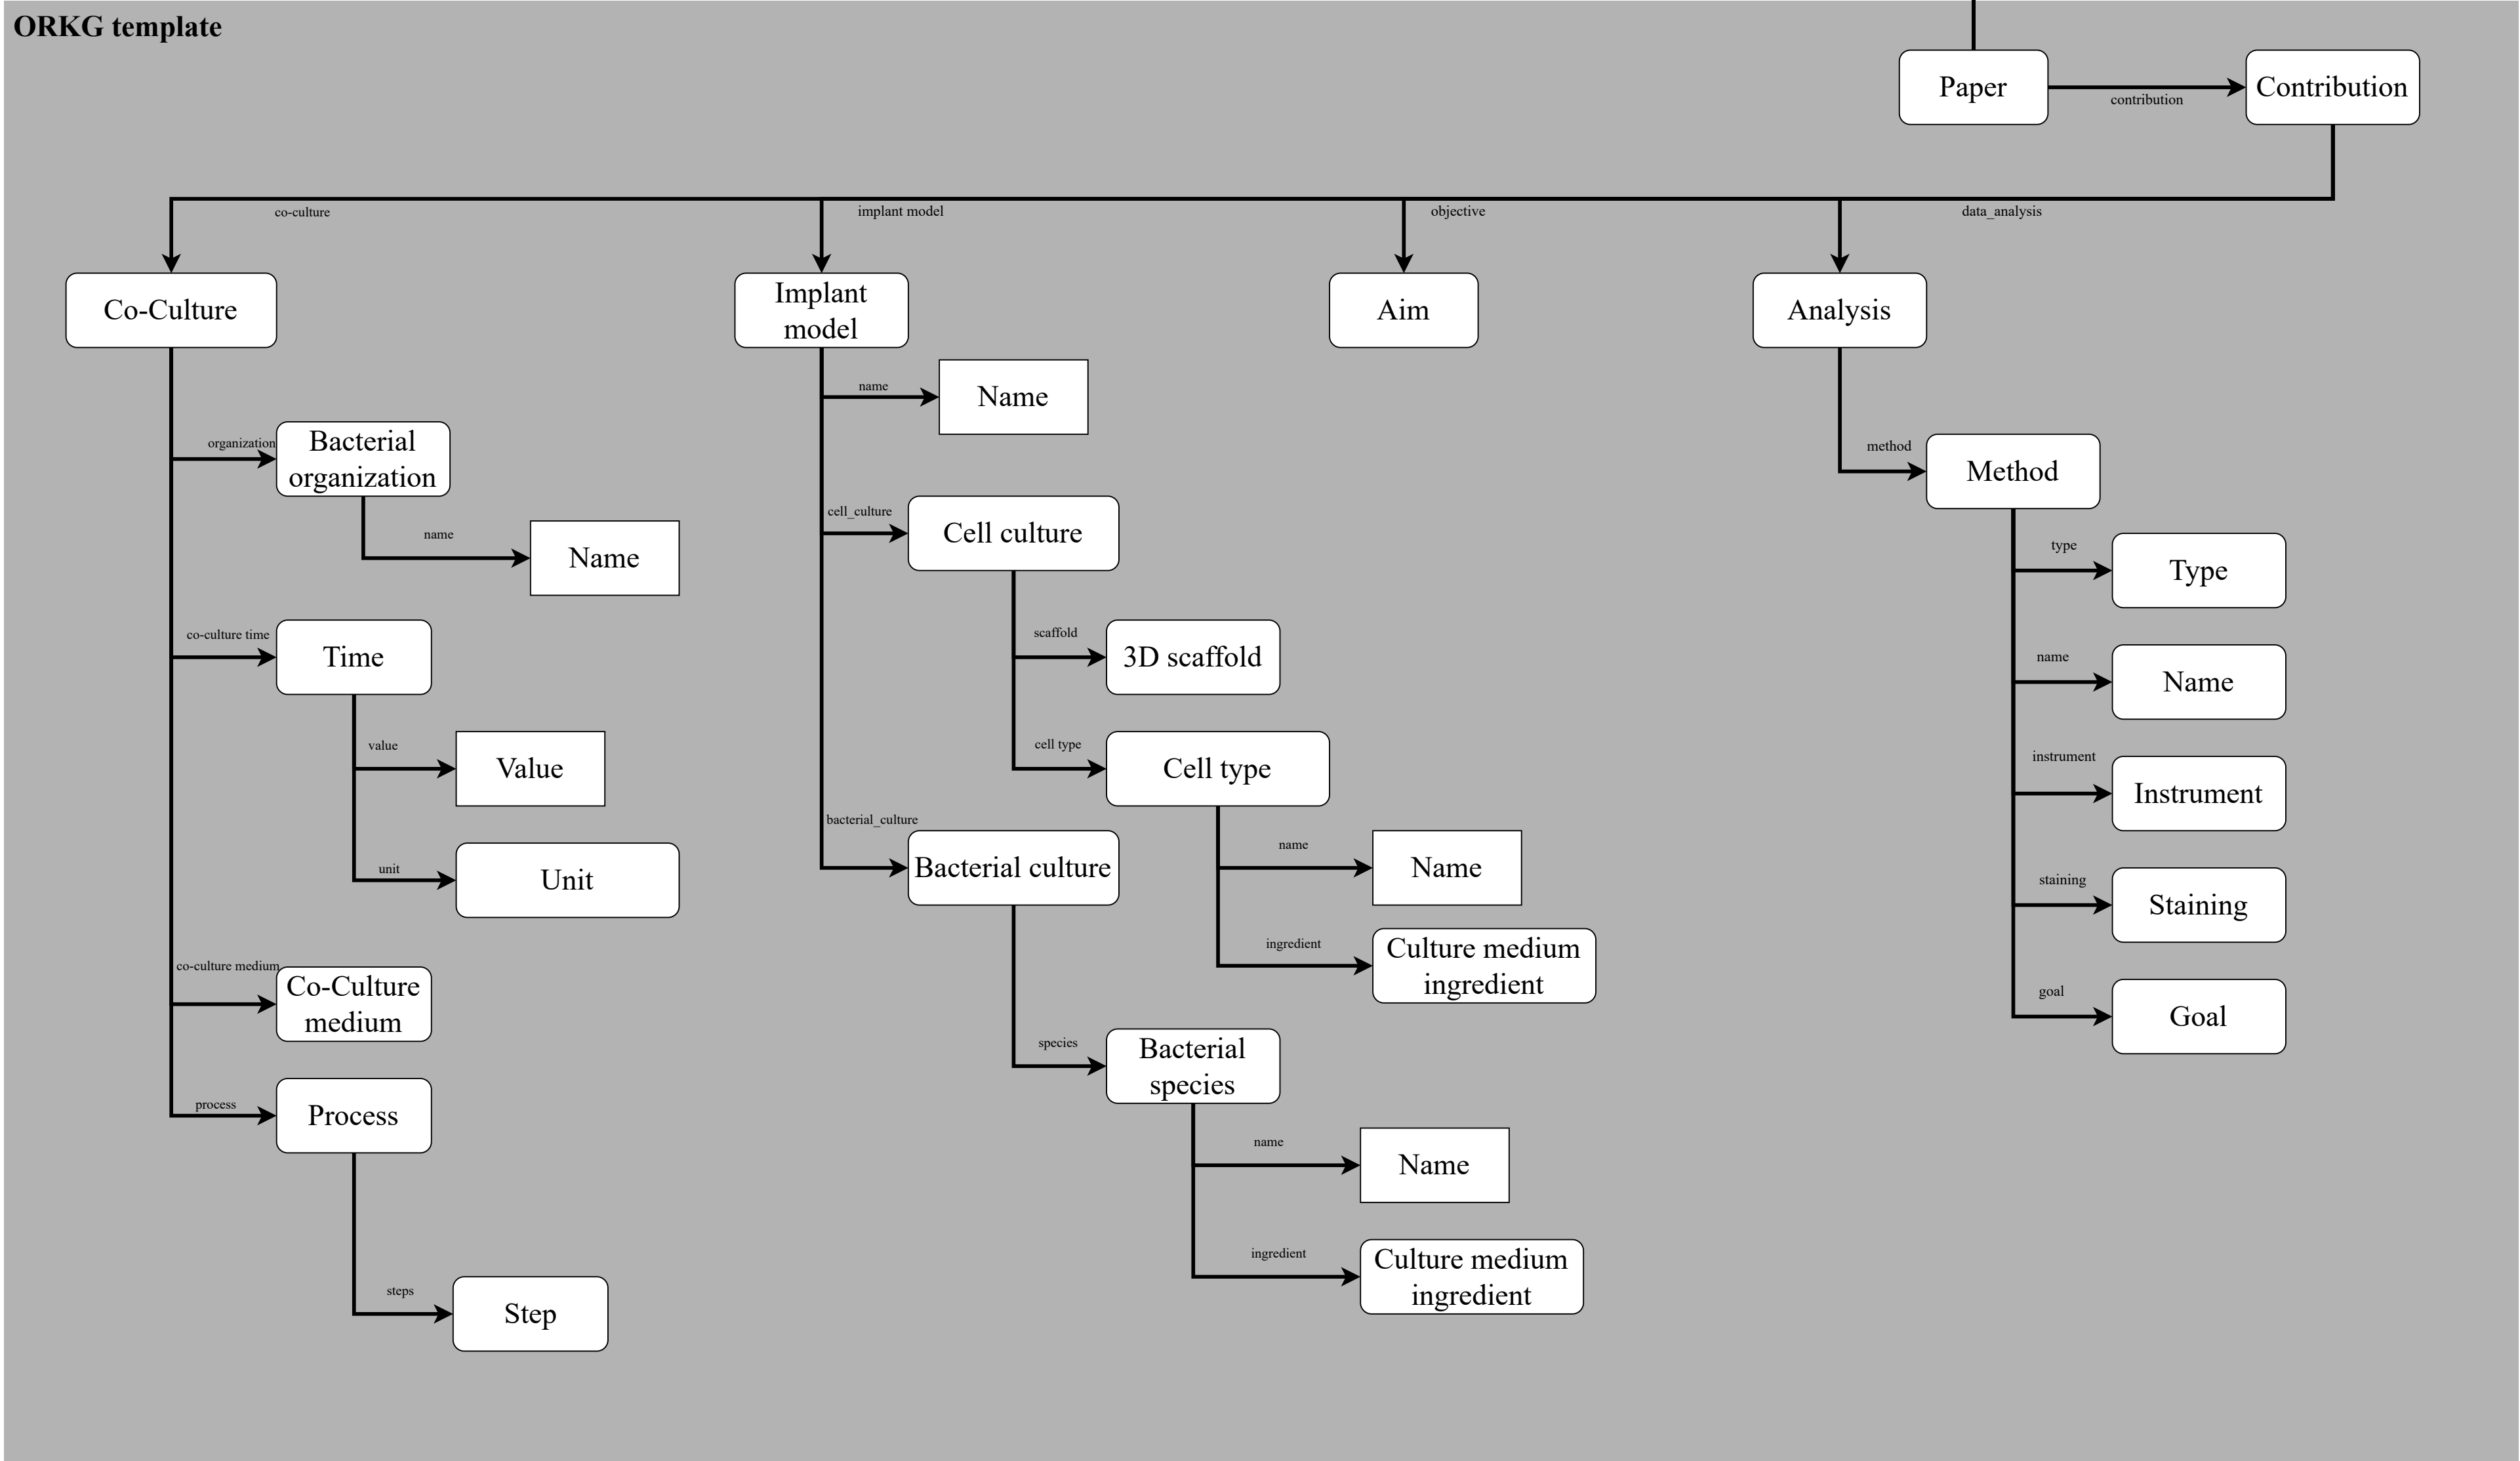 ORKG template
Paper
contribution
Contribution
co-culture
implant model
objective
data_analysis
Co-Culture
Implant
model
Aim
Analysis
organization
Bacterial
organization
name
Name
co-culture time
Time
value
Value
unit
Unit
co-culture medium
Co-Culture
medium
process
Process
steps
Step
name
Name
cell_culture
Cell culture
scaffold
3D scaffold
cell type
Cell type
name
Name
ingredient
Culture medium
ingredient
bacterial_culture
Bacterial culture
species
Bacterial
species
name
Name
ingredient
Culture medium
ingredient
method
Method
type
Type
name
Name
instrument
Instrument
staining
Staining
goal
Goal